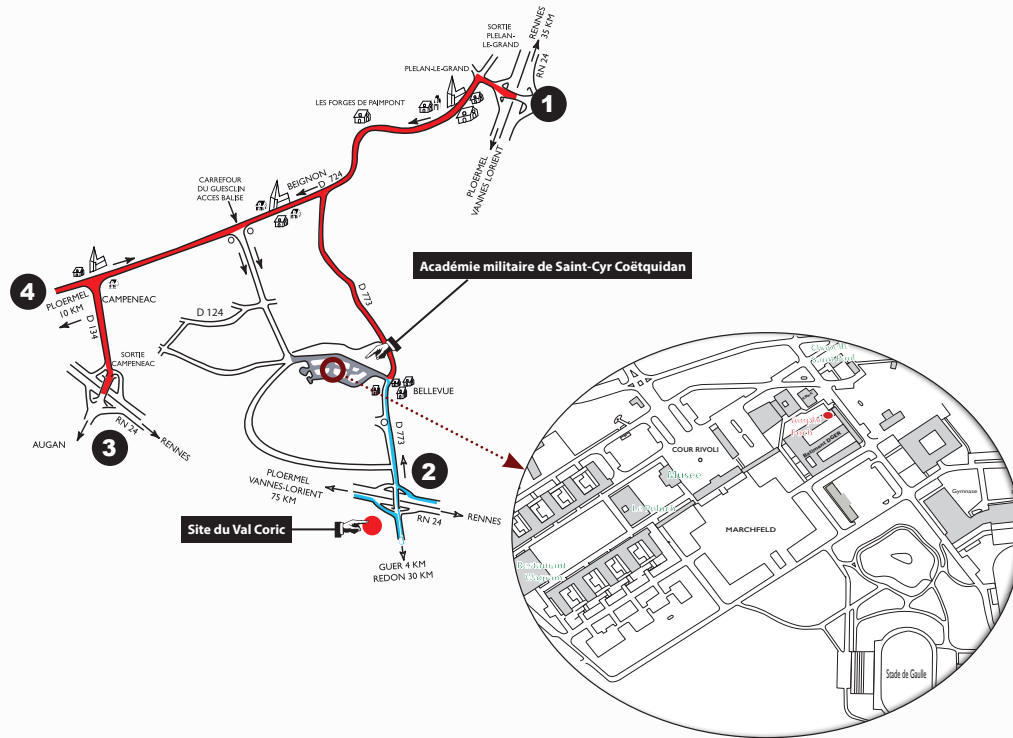 SORTIE
PLELAN-
LE-GRAND
RENNES
35 KM
RN 24
PLELAN-LE-GRAND
1
LES FORGES DE PAIMPONT
PLOERMEL
VANNES LORIENT
CARREFOUR
DU GUESCLIN
ACCES BALISE
BEIGNON
D 724
Académie militaire de Saint-Cyr Coëtquidan
4
PLOERMEL
10 KM
CAMPENEAC
D 134
D 124
D 773
SORTIE
CAMPENEAC
BELLEVUE
RN 24
AUGAN
3
RENNES
D 773
2
PLOERMEL
VANNES-LORIENT
75 KM
Site du Val Coric
RN 24
RENNES
GUER 4 KM
REDON 30 KM
COUR RIVOLI
Bâtiment DGER
Musée
Gymnase
MARCHFELD
Restaurant
Stade de Gaulle